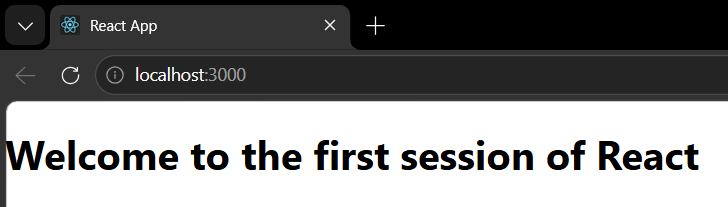 React App
localhost:3000
Welcome to the first session of React